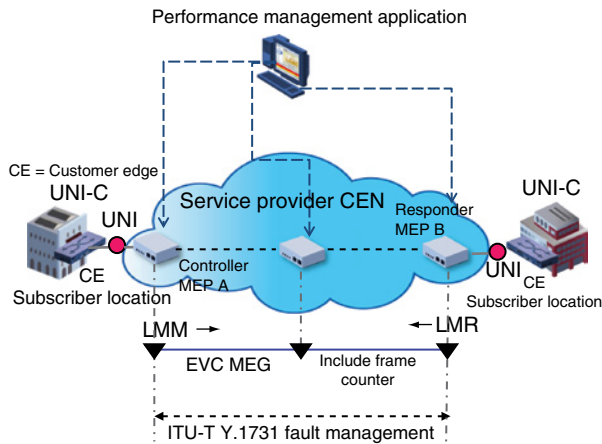 Performance management application
CE = Customer edge
UNI-C
UNI
CE
Subscriber location
Service provider CEN
Controller
MEP A
Responder
MEP B
UNI-C
UNI
CE
Subscriber location
LMM
LMR
EVC MEG
Include frame
counter
ITU-T Y.1731 fault management